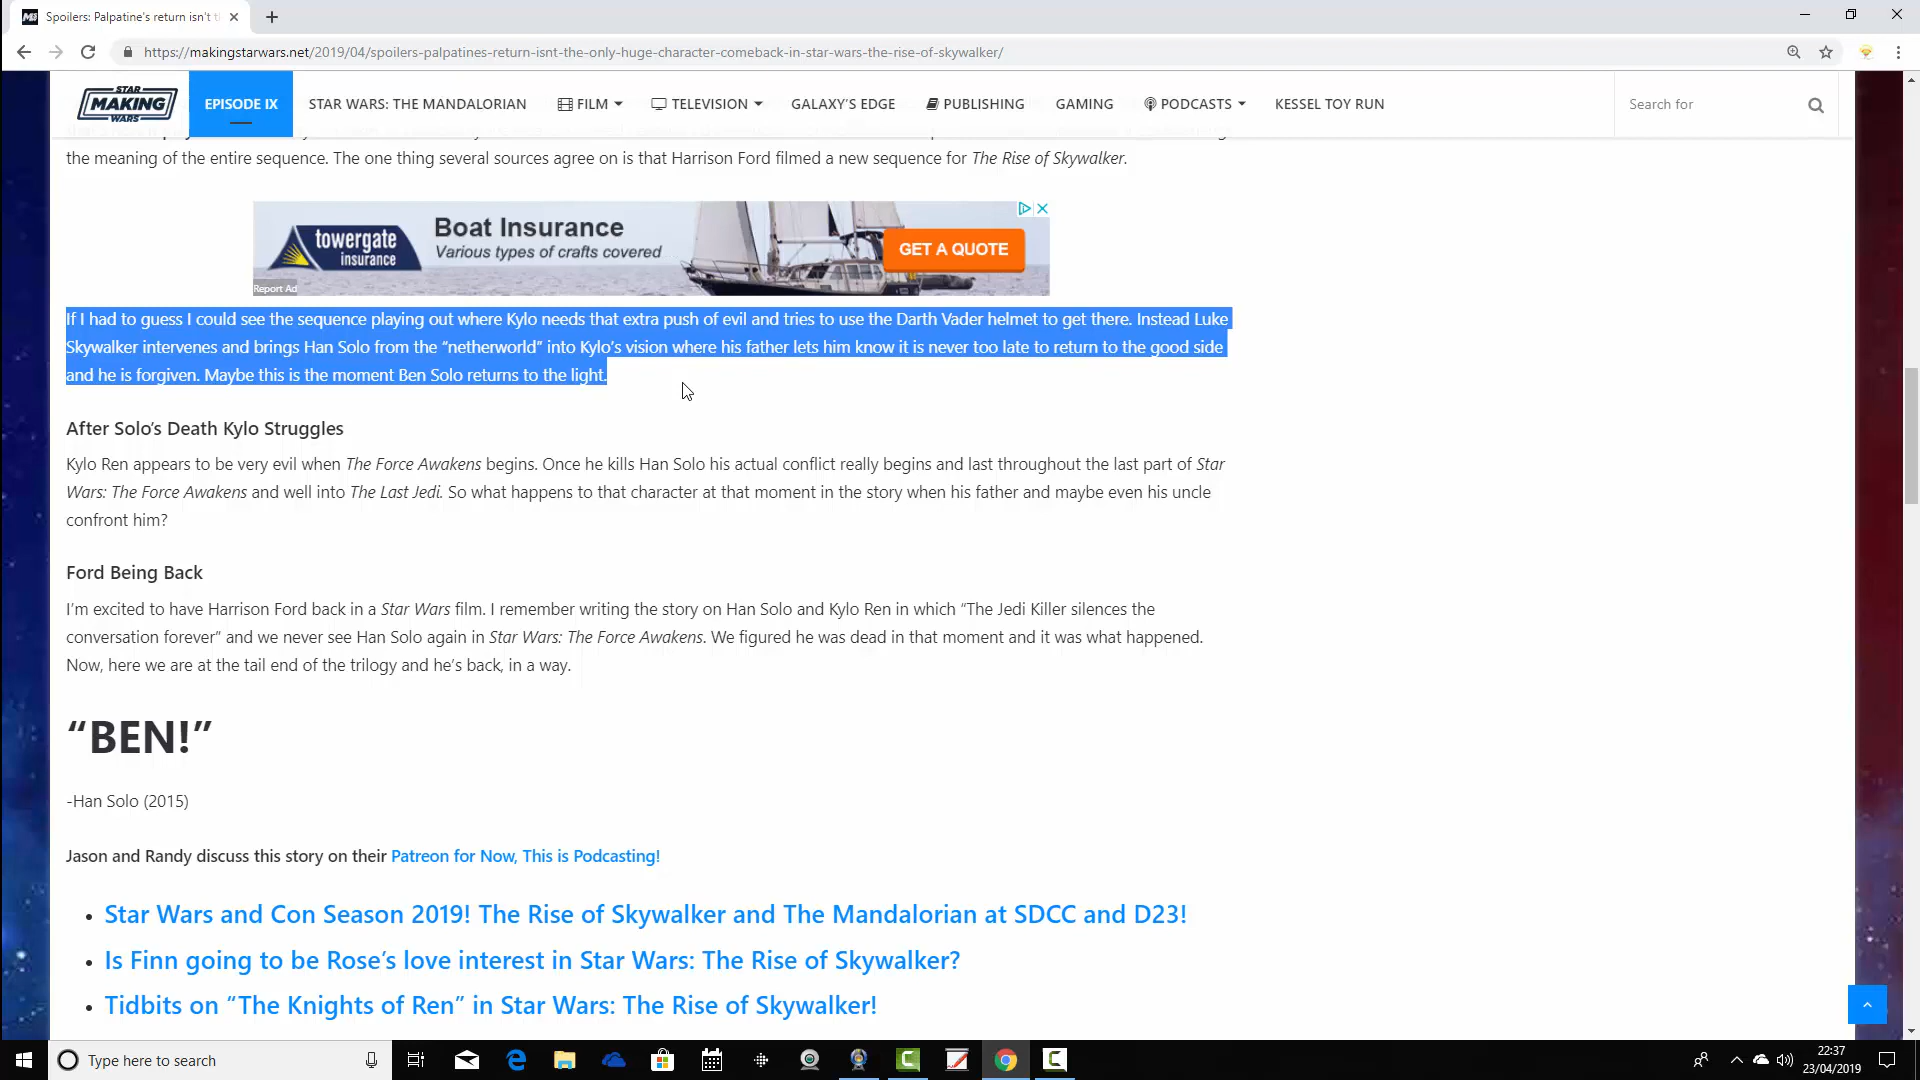 Spoilers: Palpatine's return isn't t
https://makingstarwars.net/2019/04/spoilers-palpatines-return-isnt-the-only-huge-character-comeback-in-star-wars-the-rise-of-skywalker/
STAR
MAKING
WARS
EPISODE IX
STAR WARS: THE MANDALORIAN
FILM
TELEVISION
GALAXY'S EDGE
PUBLISHING
GAMING
PODCASTS
KESSEL TOY RUN
Search for
the meaning of the entire sequence. The one thing several sources agree on is that Harrison Ford filmed a new sequence for The Rise of Skywalker.
towergate
insurance
Boat Insurance
Various types of crafts covered
GET A QUOTE
Report Ad
If I had to guess I could see the sequence playing out where Kylo needs that extra push of evil and tries to use the Darth Vader helmet to get there. Instead Luke
Skywalker intervenes and brings Han Solo from the “netherworld” into Kylo’s vision where his father lets him know it is never too late to return to the good side
and he is forgiven. Maybe this is the moment Ben Solo returns to the light.
After Solo’s Death Kylo Struggles
Kylo Ren appears to be very evil when The Force Awakens begins. Once he kills Han Solo his actual conflict really begins and last throughout the last part of Star
Wars: The Force Awakens and well into The Last Jedi. So what happens to that character at that moment in the story when his father and maybe even his uncle
confront him?
Ford Being Back
I’m excited to have Harrison Ford back in a Star Wars film. I remember writing the story on Han Solo and Kylo Ren in which “The Jedi Killer silences the
conversation forever” and we never see Han Solo again in Star Wars: The Force Awakens. We figured he was dead in that moment and it was what happened.
Now, here we are at the tail end of the trilogy and he’s back, in a way.
“BEN!”
-Han Solo (2015)
Jason and Randy discuss this story on their Patreon for Now, This is Podcasting!
• Star Wars and Con Season 2019! The Rise of Skywalker and The Mandalorian at SDCC and D23!
• Is Finn going to be Rose’s love interest in Star Wars: The Rise of Skywalker?
• Tidbits on “The Knights of Ren” in Star Wars: The Rise of Skywalker!
Type here to search
22:37
23/04/2019